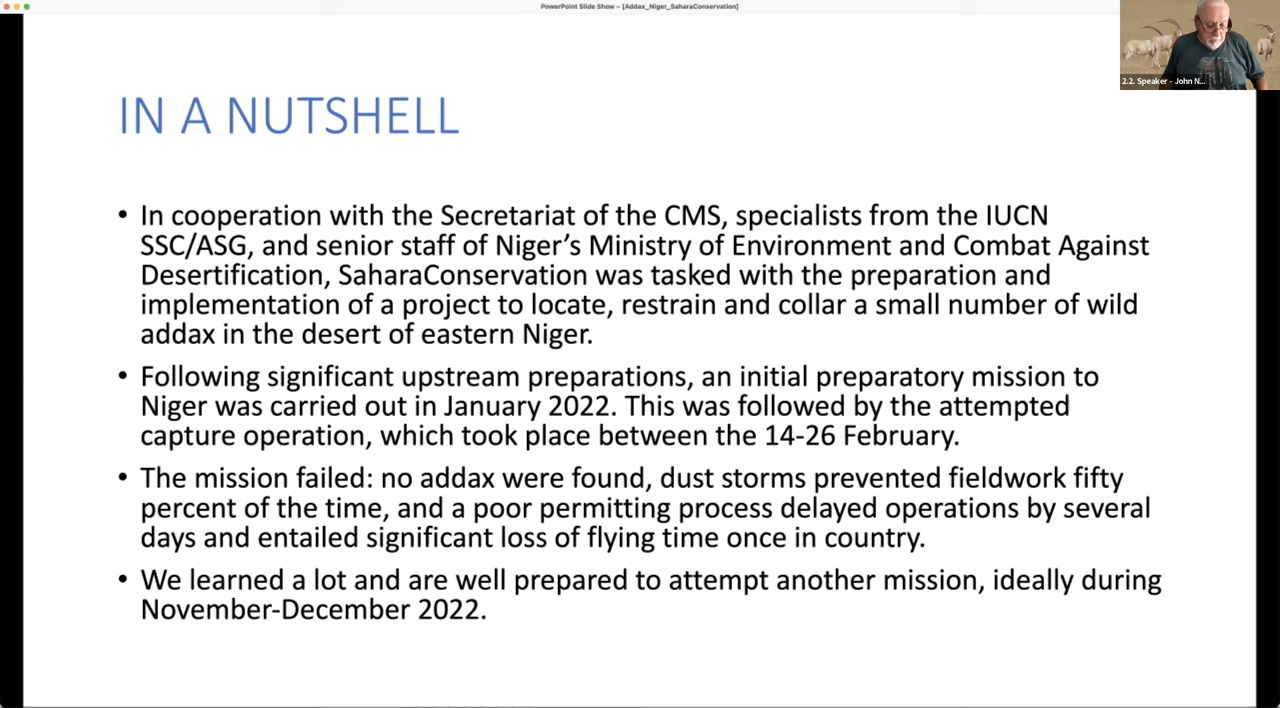 PowerPoint Slide Show – [Addax_Niger_SaharaConservation]
2.2. Speaker - John N...
IN A NUTSHELL
• In cooperation with the Secretariat of the CMS, specialists from the IUCN
SSC/ASG, and senior staff of Niger’s Ministry of Environment and Combat Against
Desertification, SaharaConservation was tasked with the preparation and
implementation of a project to locate, restrain and collar a small number of wild
addax in the desert of eastern Niger.
• Following significant upstream preparations, an initial preparatory mission to
Niger was carried out in January 2022. This was followed by the attempted
capture operation, which took place between the 14-26 February.
• The mission failed: no addax were found, dust storms prevented fieldwork fifty
percent of the time, and a poor permitting process delayed operations by several
days and entailed significant loss of flying time once in country.
• We learned a lot and are well prepared to attempt another mission, ideally during
November-December 2022.